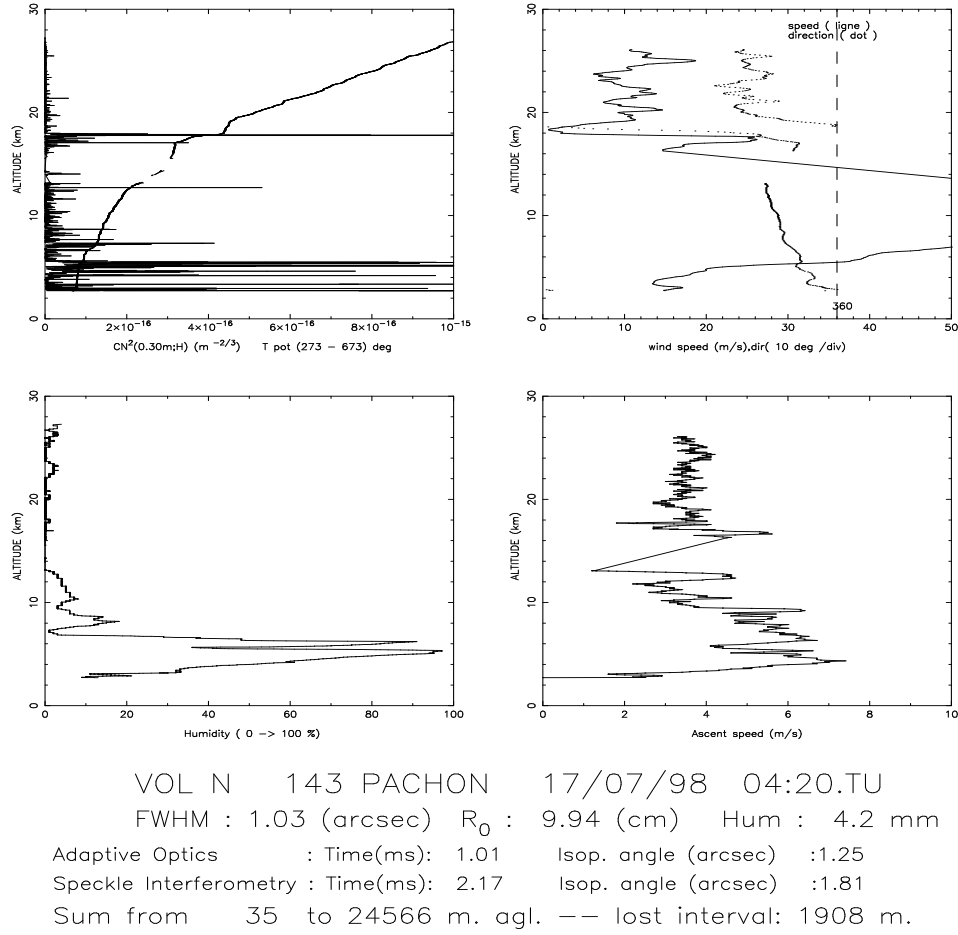 speed ( ligne )
direction ( dot )
360
ALTITUDE (km)
0 10 20 30
0 2×10⁻¹⁶ 4×10⁻¹⁶ 6×10⁻¹⁶ 8×10⁻¹⁶ 10⁻¹⁵
CN²(0.30m;H) (m ⁻²/³) T pot (273 – 673) deg
ALTITUDE (km)
0 10 20 30
0 10 20 30 40 50
wind speed (m/s).dir( 10 deg /div)
ALTITUDE (km)
0 10 20 30
0 20 40 60 80 100
Humidity ( 0 –> 100 %)
ALTITUDE (km)
0 10 20 30
0 2 4 6 8 10
Ascent speed (m/s)
VOL N 143 PACHON 17/07/98 04:20.TU
FWHM : 1.03 (arcsec) R₀ : 9.94 (cm) Hum : 4.2 mm
Adaptive Optics : Time(ms): 1.01 Isop. angle (arcsec) :1.25
Speckle Interferometry : Time(ms): 2.17 Isop. angle (arcsec) :1.81
Sum from 35 to 24566 m. agl. –– lost interval: 1908 m.